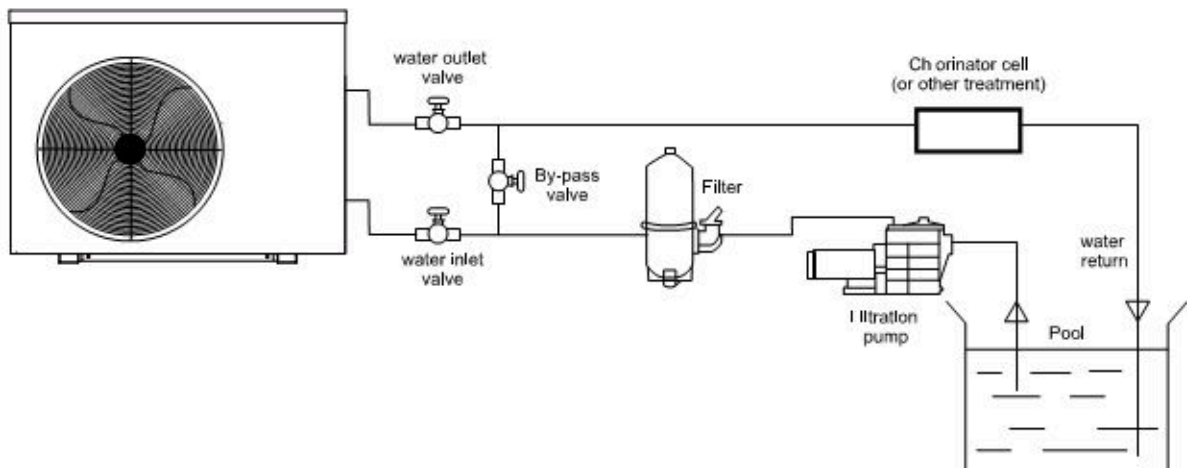 water outlet
valve
Ch orinator cell
(or other treatment)
By-pass
valve
Filter
water inlet
valve
water
return
I iltration
pump
Pool